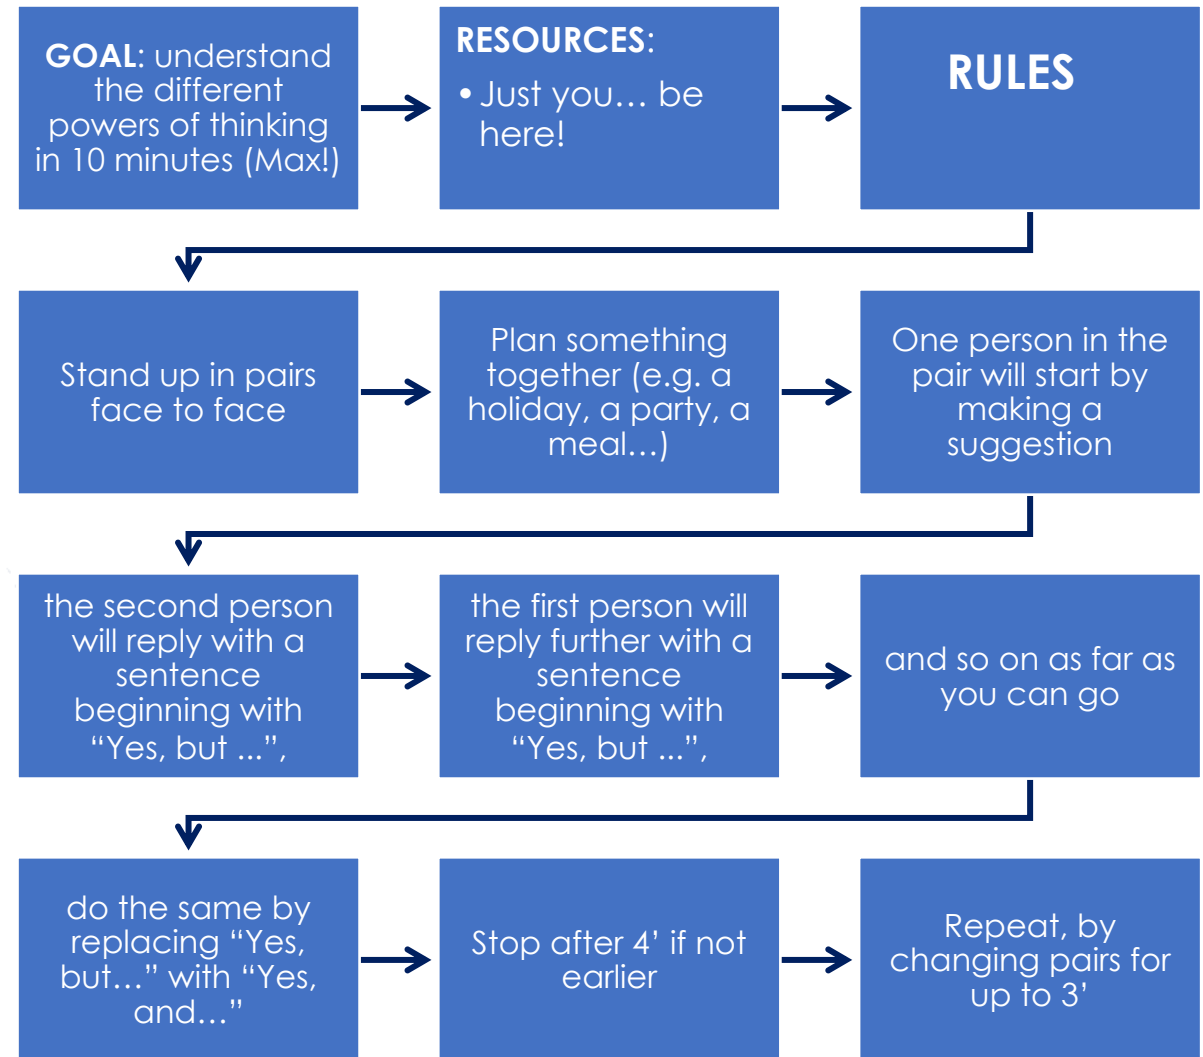 GOAL: understand
the different
powers of thinking
in 10 minutes (Max!)
RESOURCES:
• Just you… be
here!
RULES
Stand up in pairs
face to face
Plan something
together (e.g. a
holiday, a party, a
meal…)
One person in the
pair will start by
making a
suggestion
the second person
will reply with a
sentence
beginning with
“Yes, but ...”,
the first person will
reply further with a
sentence
beginning with
“Yes, but ...”,
and so on as far as
you can go
do the same by
replacing “Yes,
but…” with “Yes,
and…”
Stop after 4’ if not
earlier
Repeat, by
changing pairs for
up to 3’